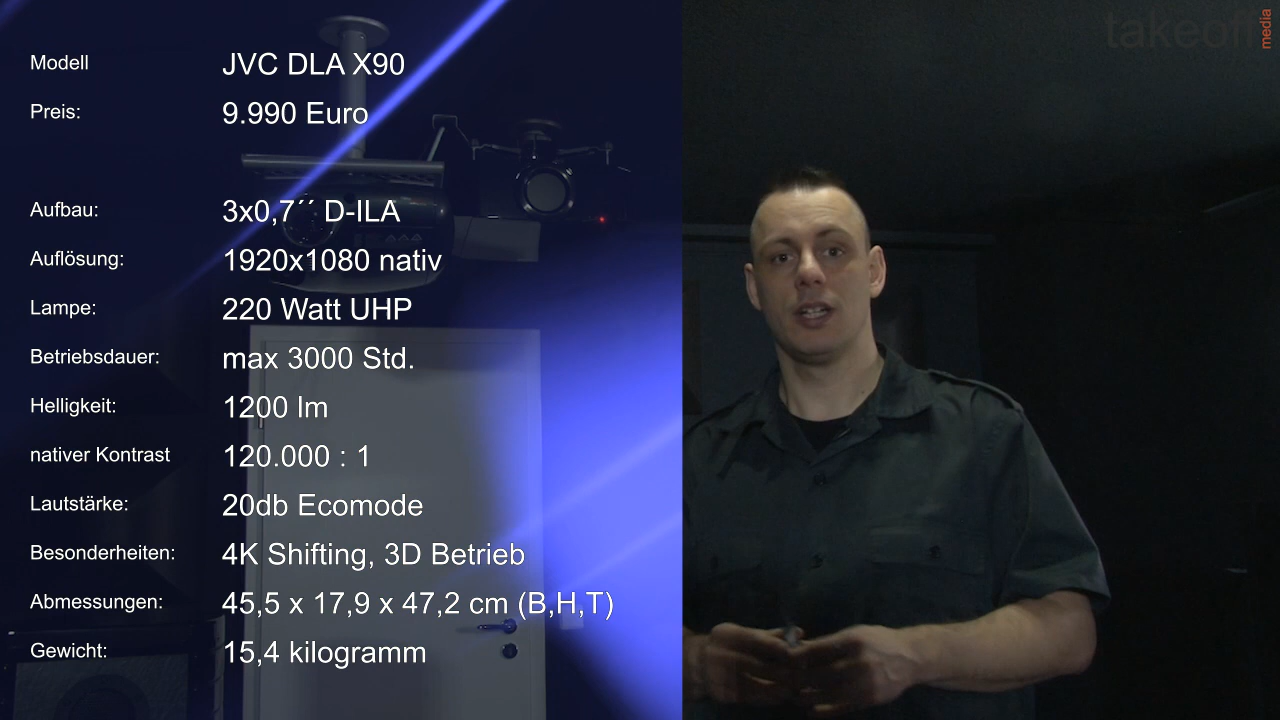 takeoff
media
Modell JVC DLA X90
Preis: 9.990 Euro
Aufbau: 3x0,7´´ D-ILA
Auflösung: 1920x1080 nativ
Lampe: 220 Watt UHP
Betriebsdauer: max 3000 Std.
Helligkeit: 1200 lm
nativer Kontrast 120.000 : 1
Lautstärke: 20db Ecomode
Besonderheiten: 4K Shifting, 3D Betrieb
Abmessungen: 45,5 x 17,9 x 47,2 cm (B,H,T)
Gewicht: 15,4 kilogramm